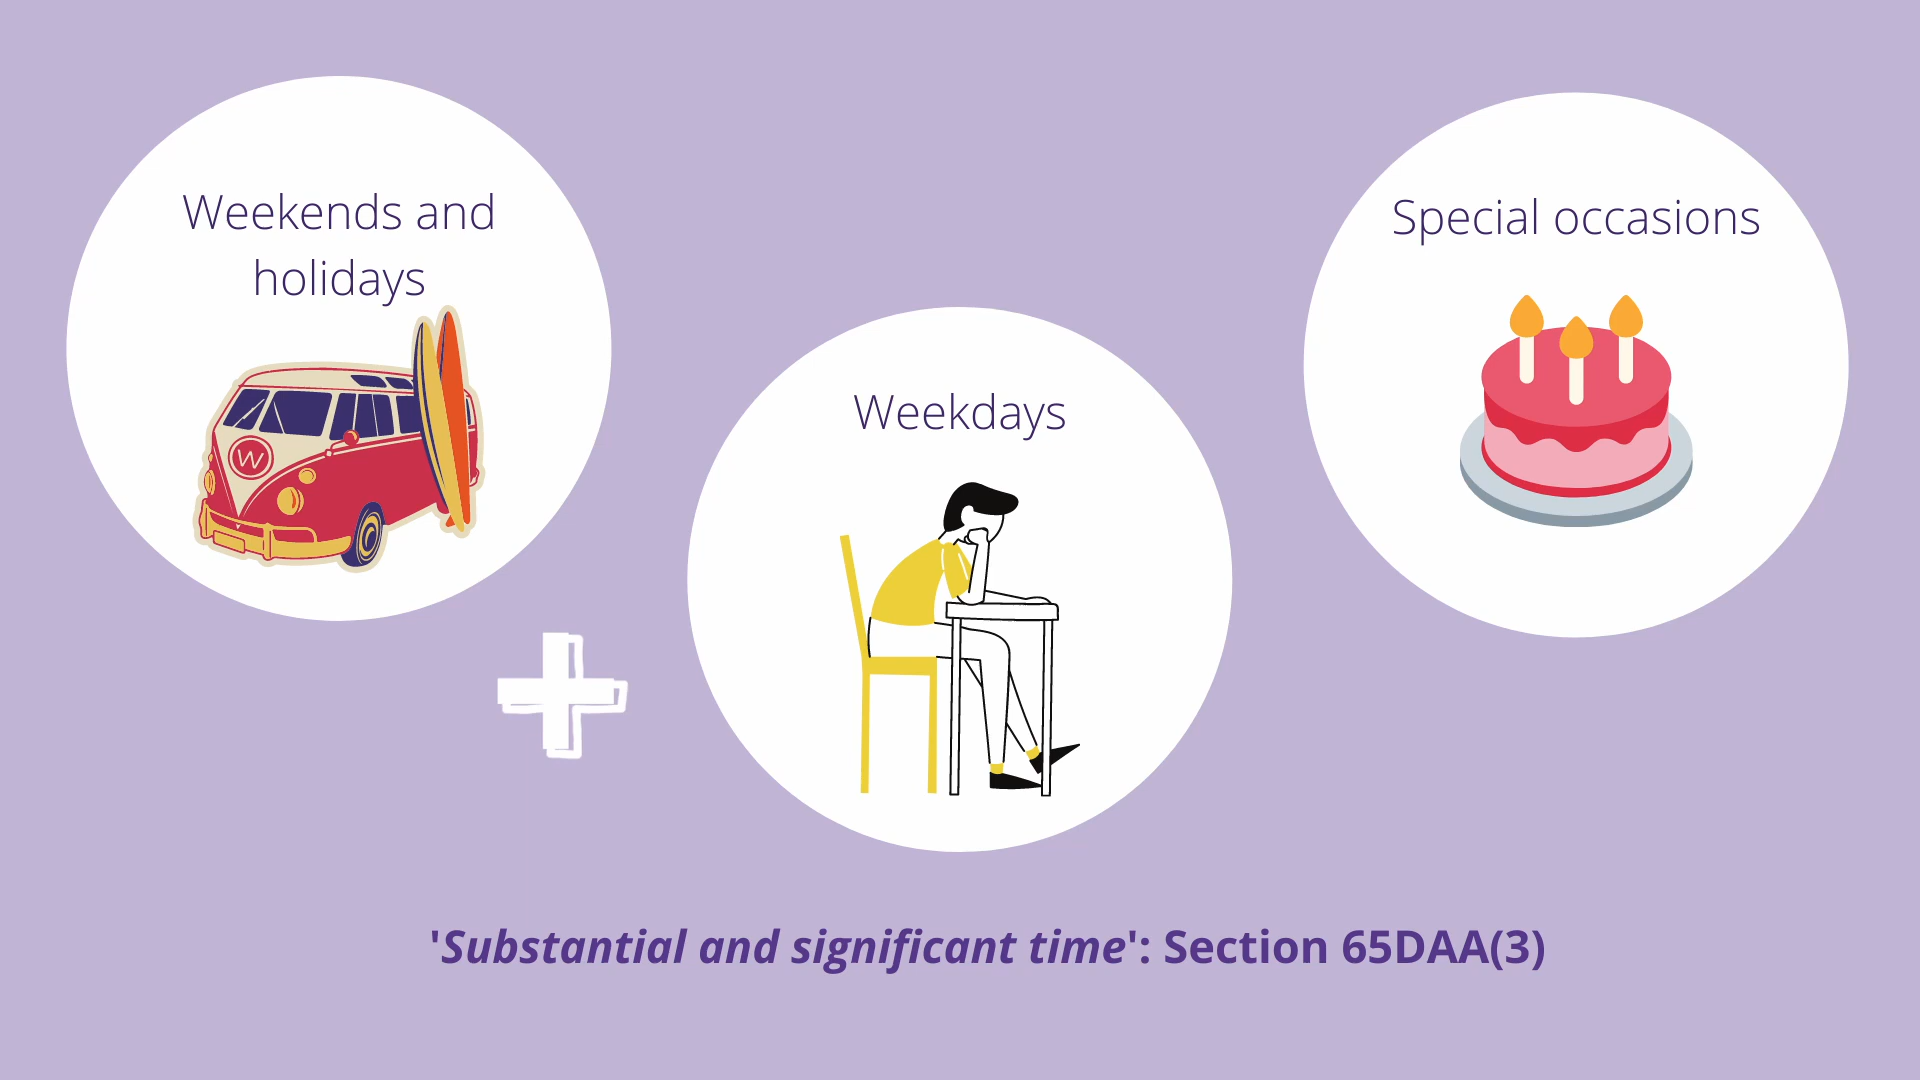 Weekends and
holidays
W
Weekdays
Special occasions
'Substantial and significant time': Section 65DAA(3)